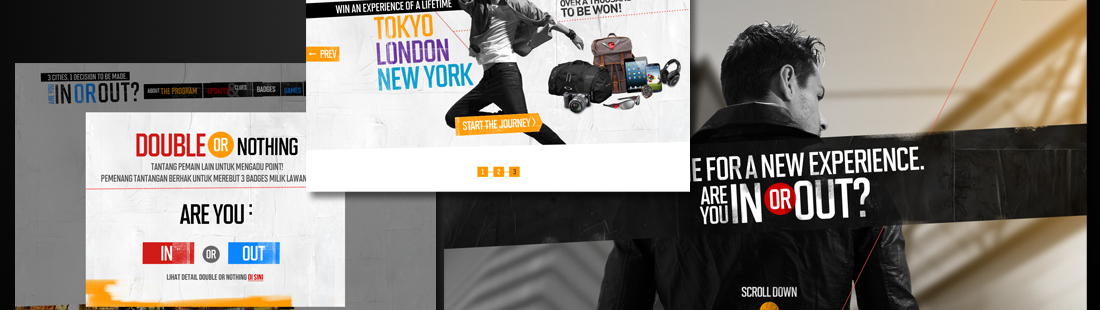 3 CITIES. 1 DECISION TO BE MADE.
ARE YOU IN OR OUT?
ABOUT THE PROGRAM
UPDATES & CLUES
BADGES
GAMES
DOUBLE OR NOTHING
TANTANG PEMAIN LAIN UNTUK MENGADU POINT!
PEMENANG TANTANGAN BERHAK UNTUK MEREBUT 3 BADGES MILIK LAWAN
ARE YOU :
IN OR OUT
LIHAT DETAIL DOUBLE OR NOTHING DI SINI
WIN AN EXPERIENCE OF A LIFETIME
TOKYO
LONDON
NEW YORK
← PREV
OVER A THOUSAND
TO BE WON!
START THE JOURNEY >
1 2 3
E FOR A NEW EXPERIENCE.
ARE YOU IN OR OUT?
SCROLL DOWN